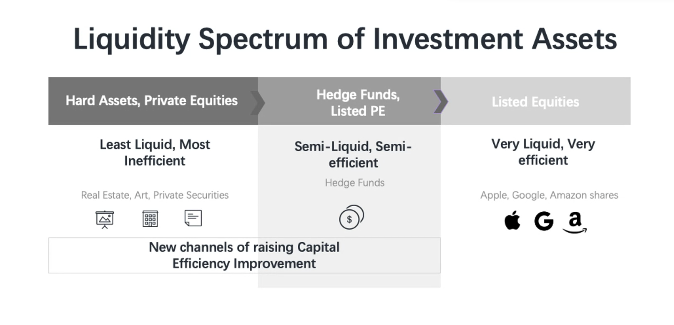 Liquidity Spectrum of Investment Assets
Hard Assets, Private Equities
Hedge Funds,
Listed PE
Listed Equities
Least Liquid, Most
Inefficient
Semi-Liquid, Semi-
efficient
Very Liquid, Very
efficient
Real Estate, Art, Private Securities
Hedge Funds
Apple, Google, Amazon shares
$
G
a
New channels of raising Capital
Efficiency Improvement